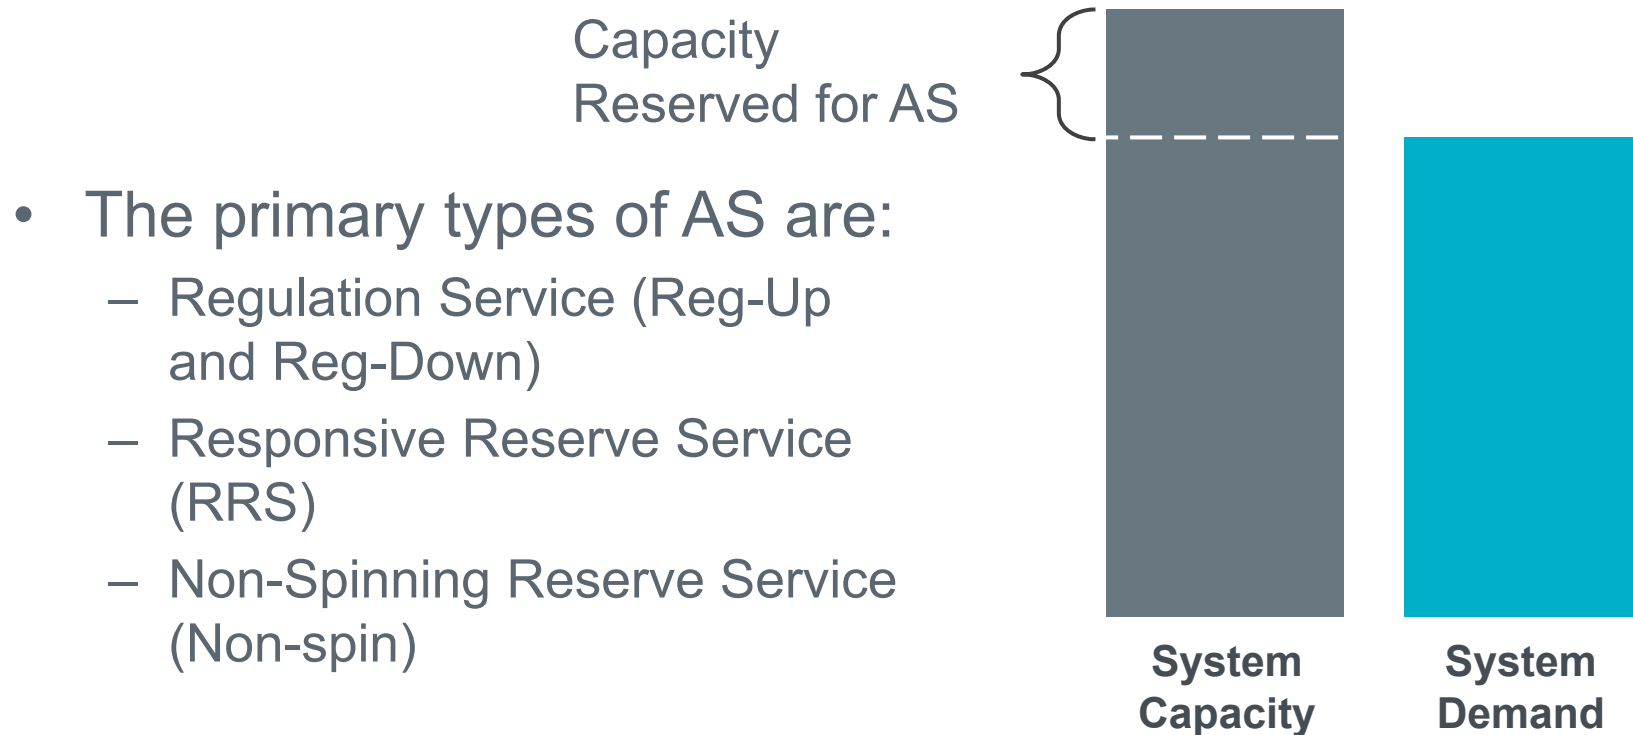 Capacity
Reserved for AS
• The primary types of AS are:
– Regulation Service (Reg-Up
and Reg-Down)
– Responsive Reserve Service
(RRS)
– Non-Spinning Reserve Service
(Non-spin)
System
Capacity
System
Demand